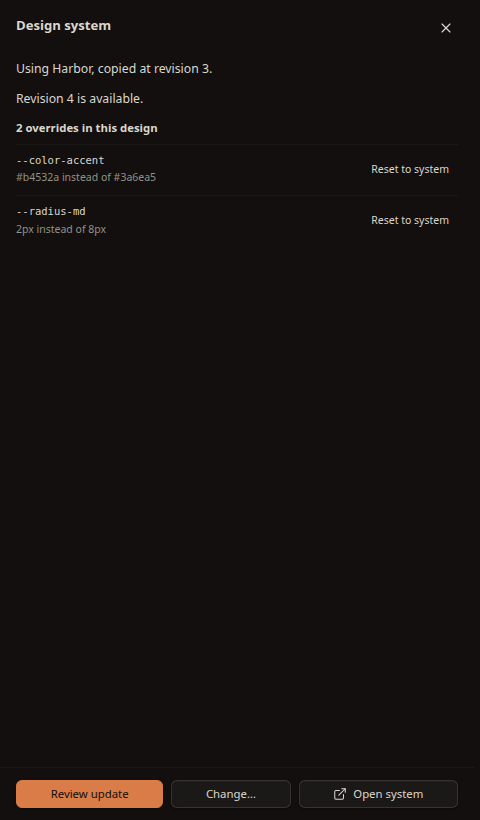 Design system
Using Harbor, copied at revision 3.
Revision 4 is available.
2 overrides in this design
--color-accent
#b4532a instead of #3a6ea5
Reset to system
--radius-md
2px instead of 8px
Reset to system
Review update
Change...
Open system